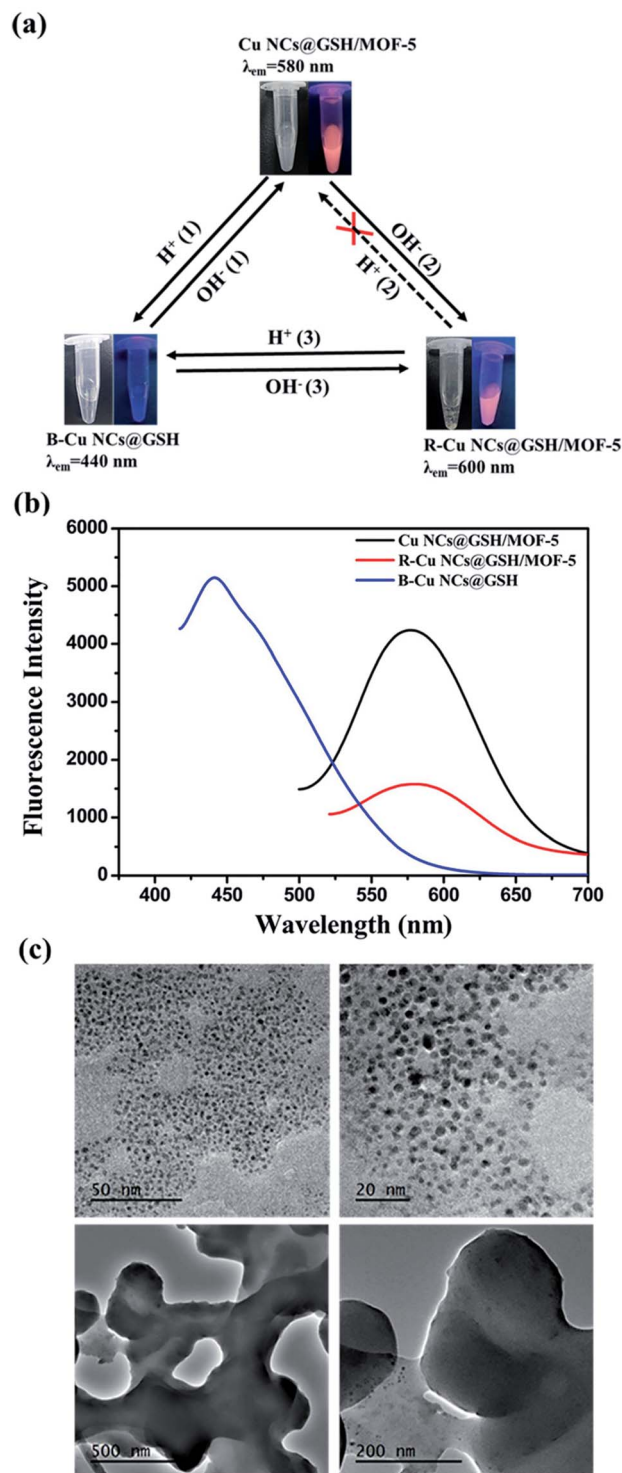 (a)
Cu NCs@GSH/MOF-5
λem=580 nm
H⁺ (1)
OH⁻ (1)
OH⁻ (2)
H⁺ (2)
H⁺ (3)
OH⁻ (3)
B-Cu NCs@GSH
λem=440 nm
R-Cu NCs@GSH/MOF-5
λem=600 nm
(b)
6000
5000
4000
3000
2000
1000
0
Fluorescence Intensity
Cu NCs@GSH/MOF-5
R-Cu NCs@GSH/MOF-5
B-Cu NCs@GSH
400 450 500 550 600 650 700
Wavelength (nm)
(c)
50 nm
20 nm
500 nm
200 nm